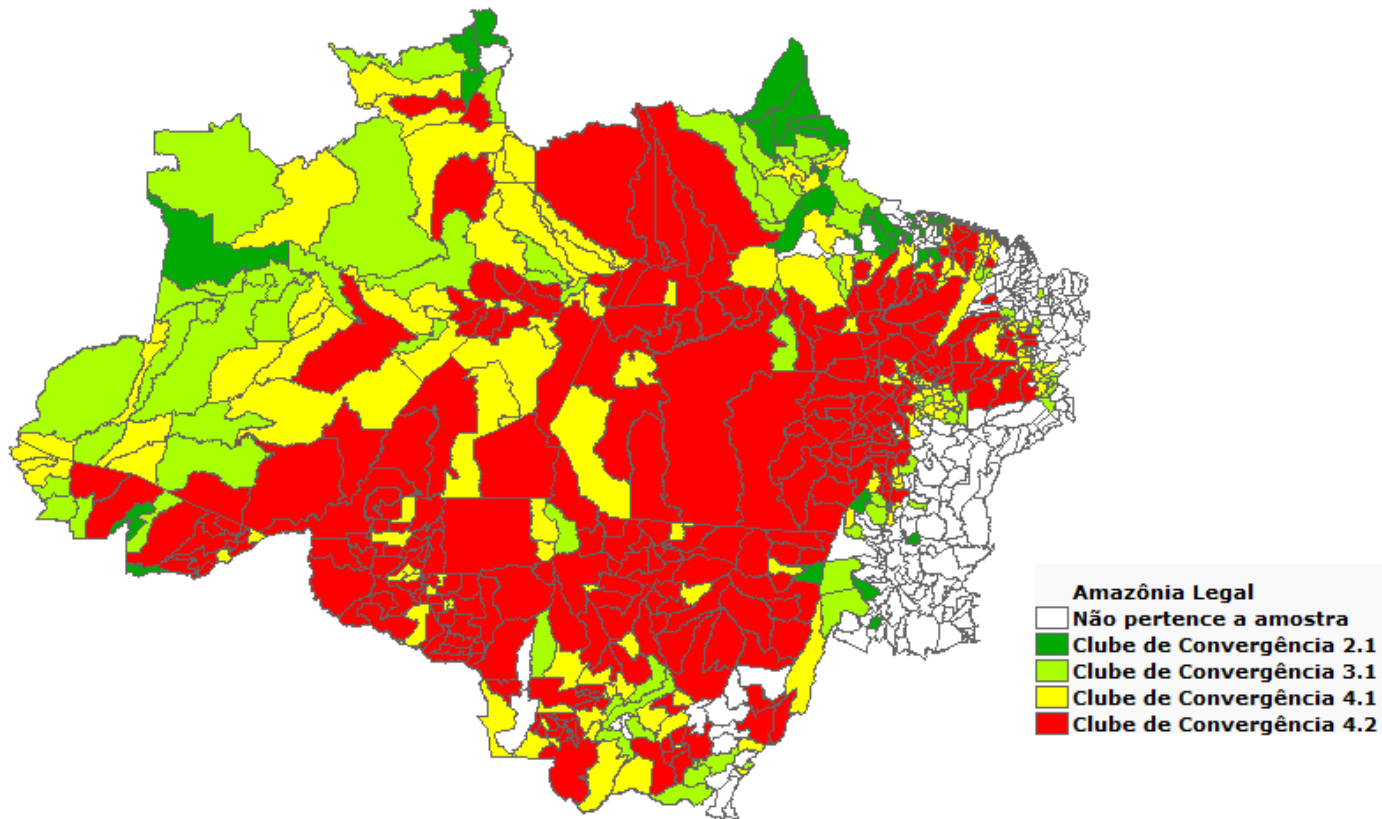 Amazônia Legal
Não pertence a amostra
Clube de Convergência 2.1
Clube de Convergência 3.1
Clube de Convergência 4.1
Clube de Convergência 4.2